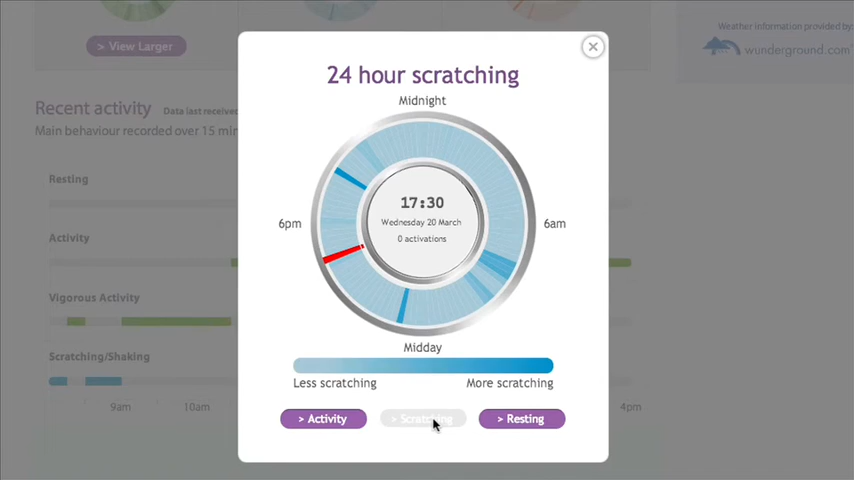 Weather information provided by:
wunderground.com
> View Larger
Recent activity Data last received
Main behaviour recorded over 15 min
Resting
Activity
Vigorous Activity
Scratching/Shaking
9am
10am
4pm
24 hour scratching
Midnight
6pm
6am
17:30
Wednesday 20 March
0 activations
Midday
Less scratching
More scratching
> Activity
> Scratching
> Resting